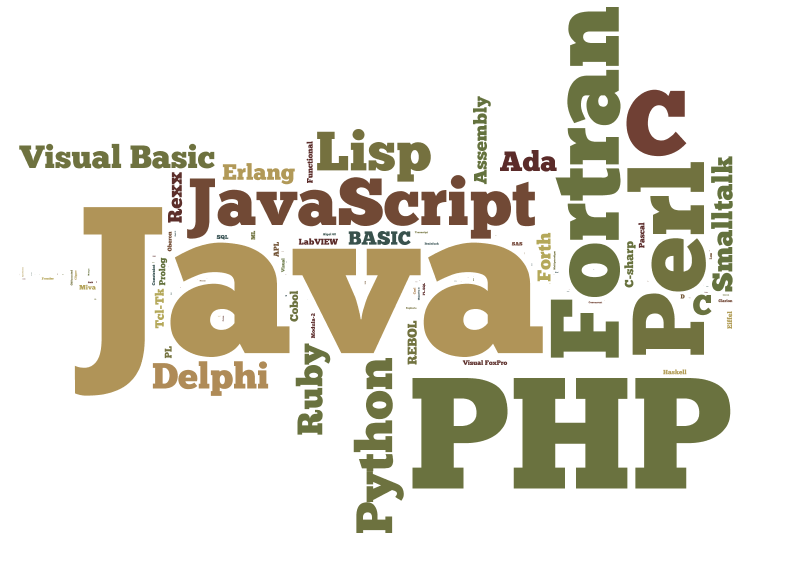 Fortran
C
Assembly
Visual Basic
Lisp
Functional
Ada
Erlang
Perl
Smalltalk
Rexx
JavaScript
Pascal
Oberon
SQL
ML
LabVIEW
BASIC
SAS
Forth
C-sharp
APL
Visual
Java
Prolog
Miva
Tcl-Tk
Cobol
Modula-2
C
D
Eiffel
REBOL
PL
Delphi
Ruby
Visual FoxPro
Haskell
Python
PHP